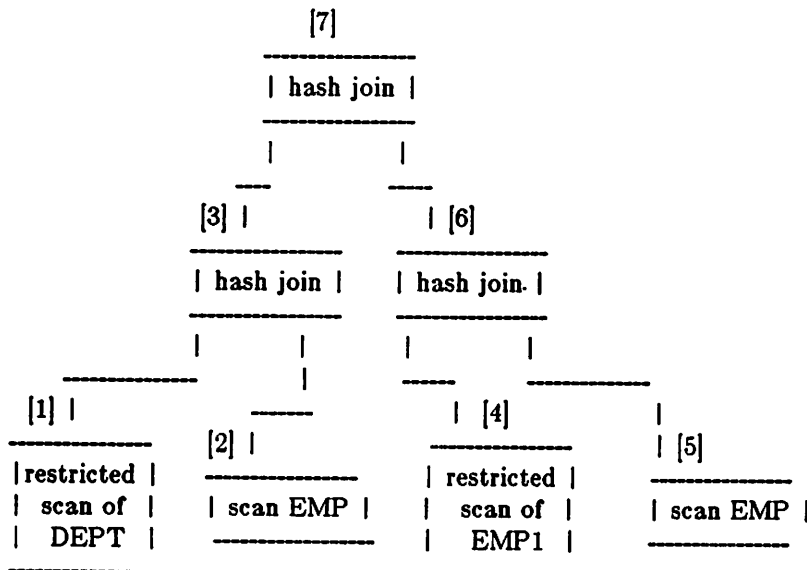 [7]
| hash join |
[3] | | [6]
| hash join | | hash join. |
[1] | | [4] |
[2] | | [5]
|restricted | | restricted
| scan of | | scan EMP | | scan of | | scan EMP |
| DEPT | | EMP1 |